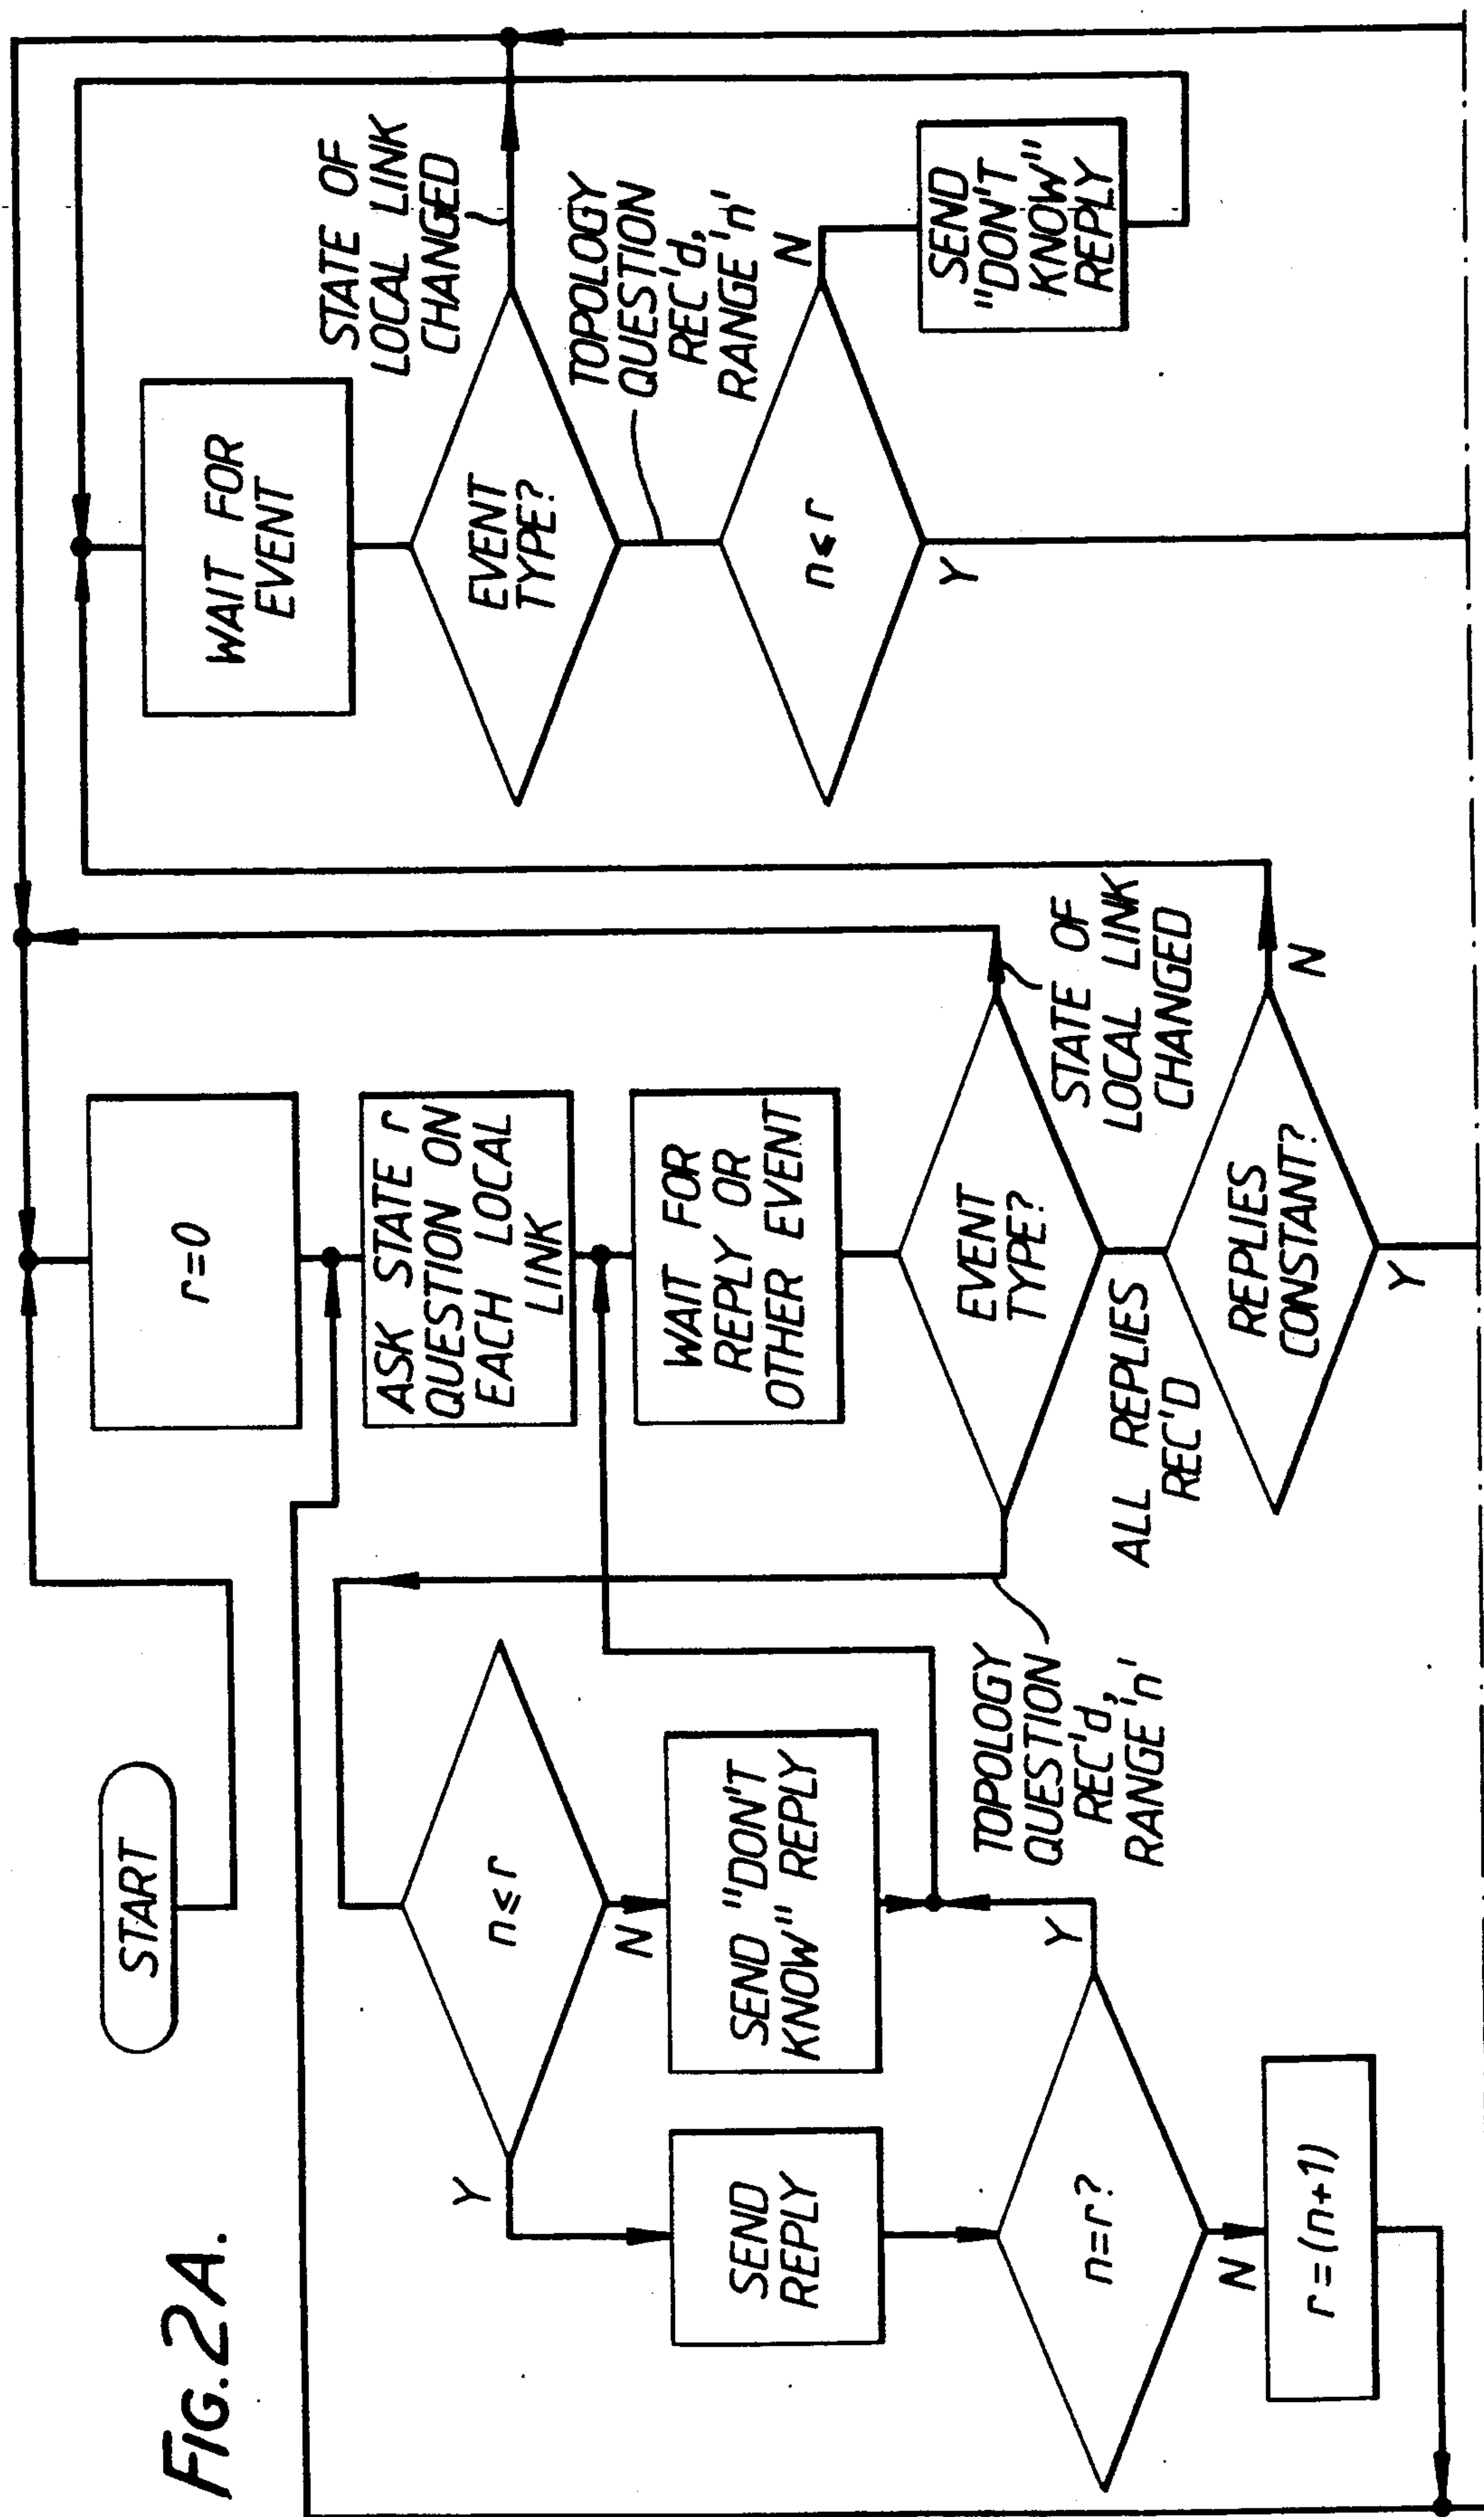 FIG.2A.
START
n≤r
Y
N
SEND
REPLY
SEND "DON'T
KNOW" REPLY
n=r?
Y
N
r=(n+1)
TOPOLOGY
QUESTION
REC'd,
RANGE 'n'
r=0
ASK STATE r
QUESTION ON
EACH LOCAL
LINK
WAIT FOR
REPLY OR
OTHER EVENT
EVENT
TYPE?
ALL REPLIES
REC'D
STATE OF
LOCAL LINK
CHANGED
REPLIES
CONSTANT?
N
Y
WAIT FOR
EVENT
EVENT
TYPE?
STATE OF
LOCAL LINK
CHANGED
TOPOLOGY
QUESTION
REC'd,
RANGE 'n'
n≤r
N
Y
SEND
"DON'T
KNOW"
REPLY